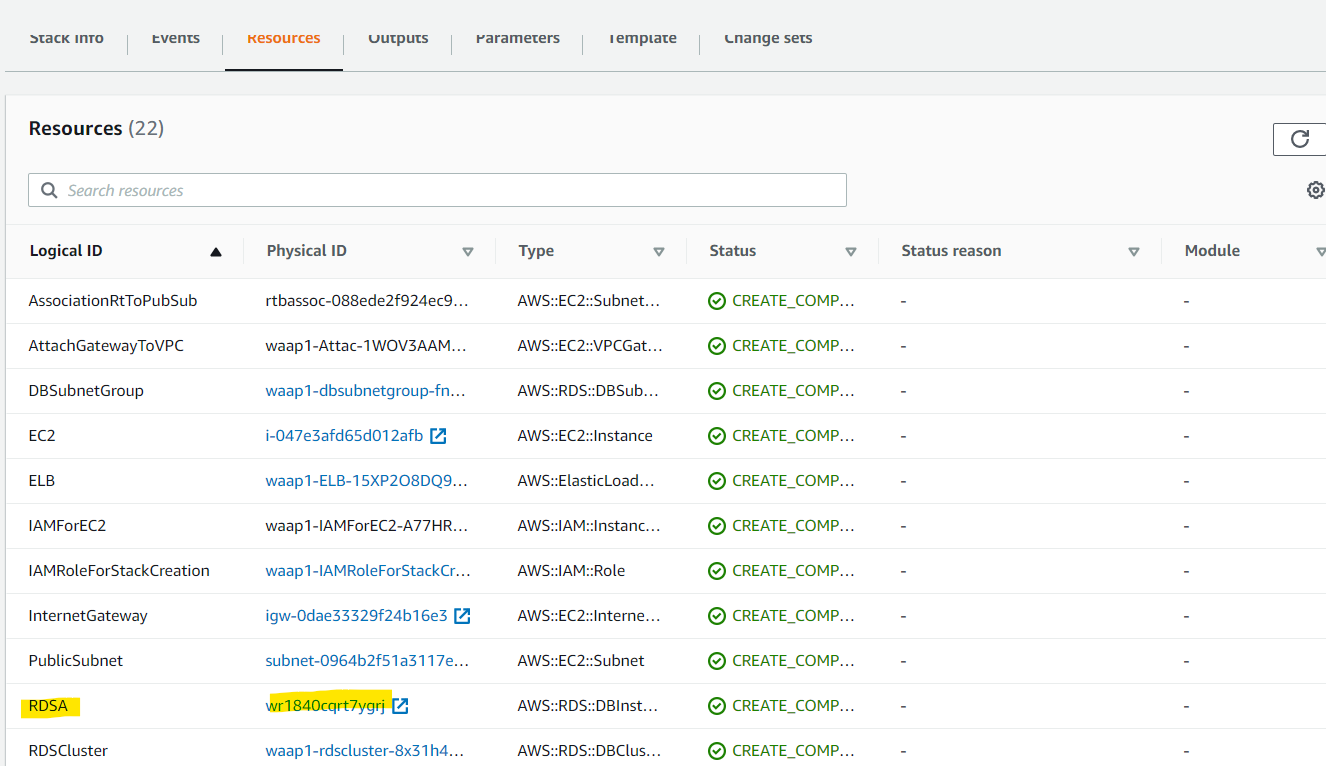 Stack info Events Resources Outputs Parameters Template Change sets
Resources (22)
Search resources
Logical ID Physical ID Type Status Status reason Module
AssociationRtToPubSub rtbassoc-088ede2f924ec9... AWS::EC2::Subnet... CREATE_COMP... - -
AttachGatewayToVPC waap1-Attac-1WOV3AAM... AWS::EC2::VPCGat... CREATE_COMP... - -
DBSubnetGroup waap1-dbsubnetgroup-fn... AWS::RDS::DBSub... CREATE_COMP... - -
EC2 i-047e3afd65d012afb AWS::EC2::Instance CREATE_COMP... - -
ELB waap1-ELB-15XP2O8DQ9... AWS::ElasticLoad... CREATE_COMP... - -
IAMForEC2 waap1-IAMForEC2-A77HR... AWS::IAM::Instanc... CREATE_COMP... - -
IAMRoleForStackCreation waap1-IAMRoleForStackCr... AWS::IAM::Role CREATE_COMP... - -
InternetGateway igw-0dae33329f24b16e3 AWS::EC2::Interne... CREATE_COMP... - -
PublicSubnet subnet-0964b2f51a3117e... AWS::EC2::Subnet CREATE_COMP... - -
RDSA wr1840cqrt7ygrj AWS::RDS::DBInst... CREATE_COMP... - -
RDSCluster waap1-rdscluster-8x31h4... AWS::RDS::DBClus... CREATE_COMP... - -